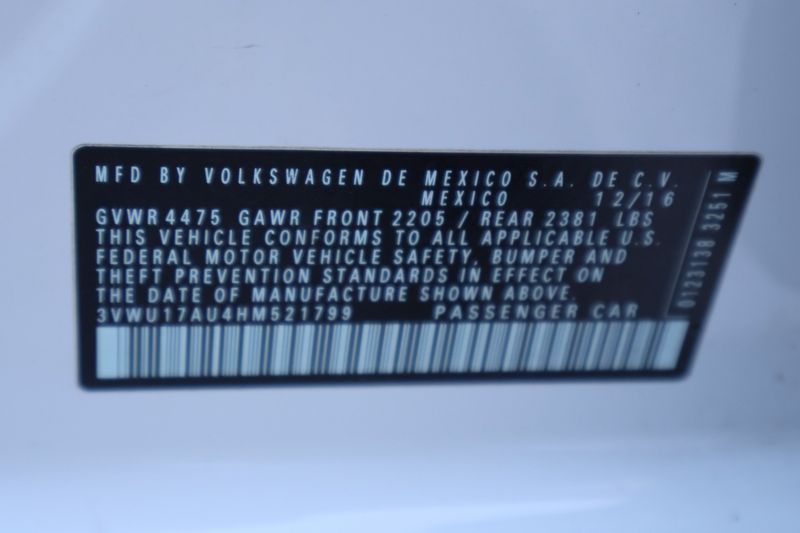 MFD BY VOLKSWAGEN DE MEXICO S.A. DE C.V.
MEXICO 12/16
GVWR 4475 GAWR FRONT 2205 / REAR 2381 LBS
THIS VEHICLE CONFORMS TO ALL APPLICABLE U.S.
FEDERAL MOTOR VEHICLE SAFETY, BUMPER AND
THEFT PREVENTION STANDARDS IN EFFECT ON
THE DATE OF MANUFACTURE SHOWN ABOVE.
3VWU17AU4HM521799 PASSENGER CAR
0123138 3251 M